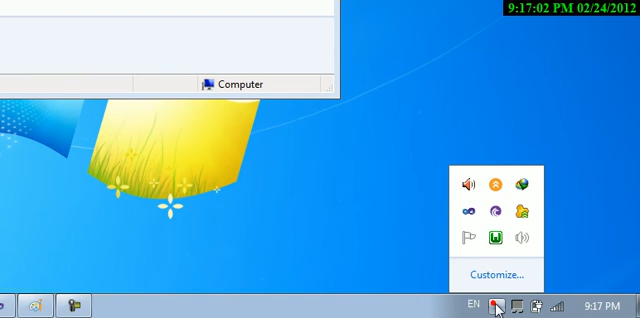 9:17:02 PM 02/24/2012
Computer
Customize...
EN
9:17 PM